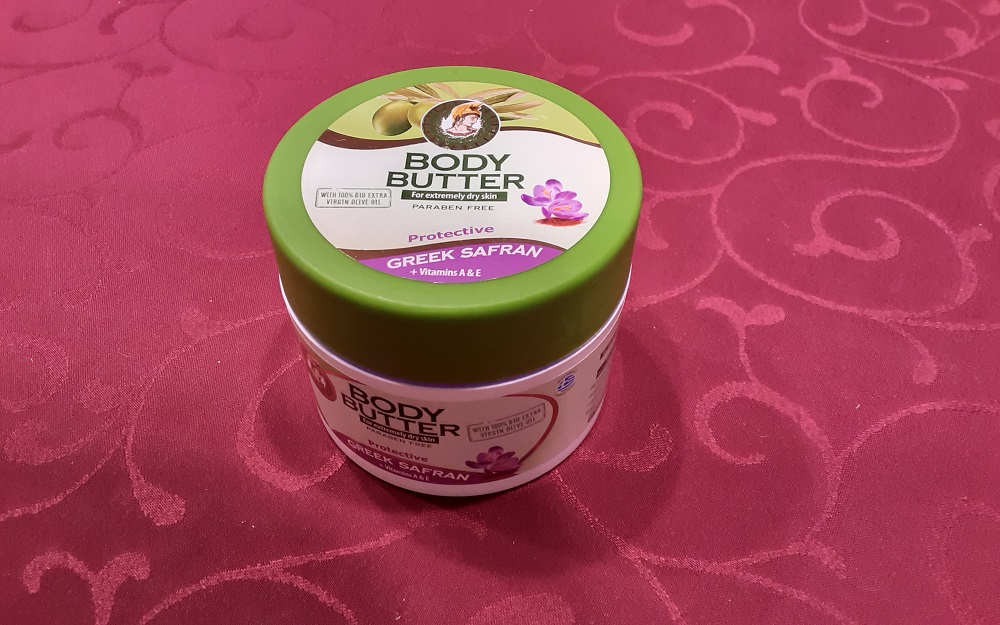 BODY
BUTTER
For extremely dry skin
PARABEN FREE
WITH 100% BIO EXTRA
VIRGIN OLIVE OIL
Protective
GREEK SAFRAN
+ Vitamins A & E
BODY
BUTTER
For extremely dry skin
PARABEN FREE
WITH 100% BIO EXTRA
VIRGIN OLIVE OIL
Protective
GREEK SAFRAN
+ Vitamins A & E